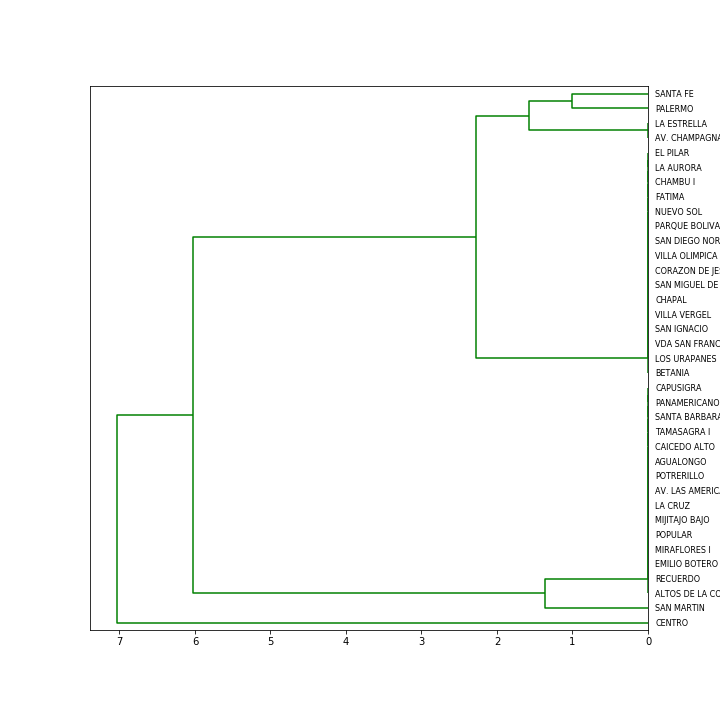 SANTA FE
PALERMO
LA ESTRELLA
AV. CHAMPAGNA
EL PILAR
LA AURORA
CHAMBU I
FATIMA
NUEVO SOL
PARQUE BOLIVA
SAN DIEGO NOR
VILLA OLIMPICA
CORAZON DE JES
SAN MIGUEL DE
CHAPAL
VILLA VERGEL
SAN IGNACIO
VDA SAN FRANC
LOS URAPANES
BETANIA
CAPUSIGRA
PANAMERICANO
SANTA BARBARA
TAMASAGRA I
CAICEDO ALTO
AGUALONGO
POTRERILLO
AV. LAS AMERIC
LA CRUZ
MIJITAJO BAJO
POPULAR
MIRAFLORES I
EMILIO BOTERO
RECUERDO
ALTOS DE LA CO
SAN MARTIN
CENTRO
7 6 5 4 3 2 1 0